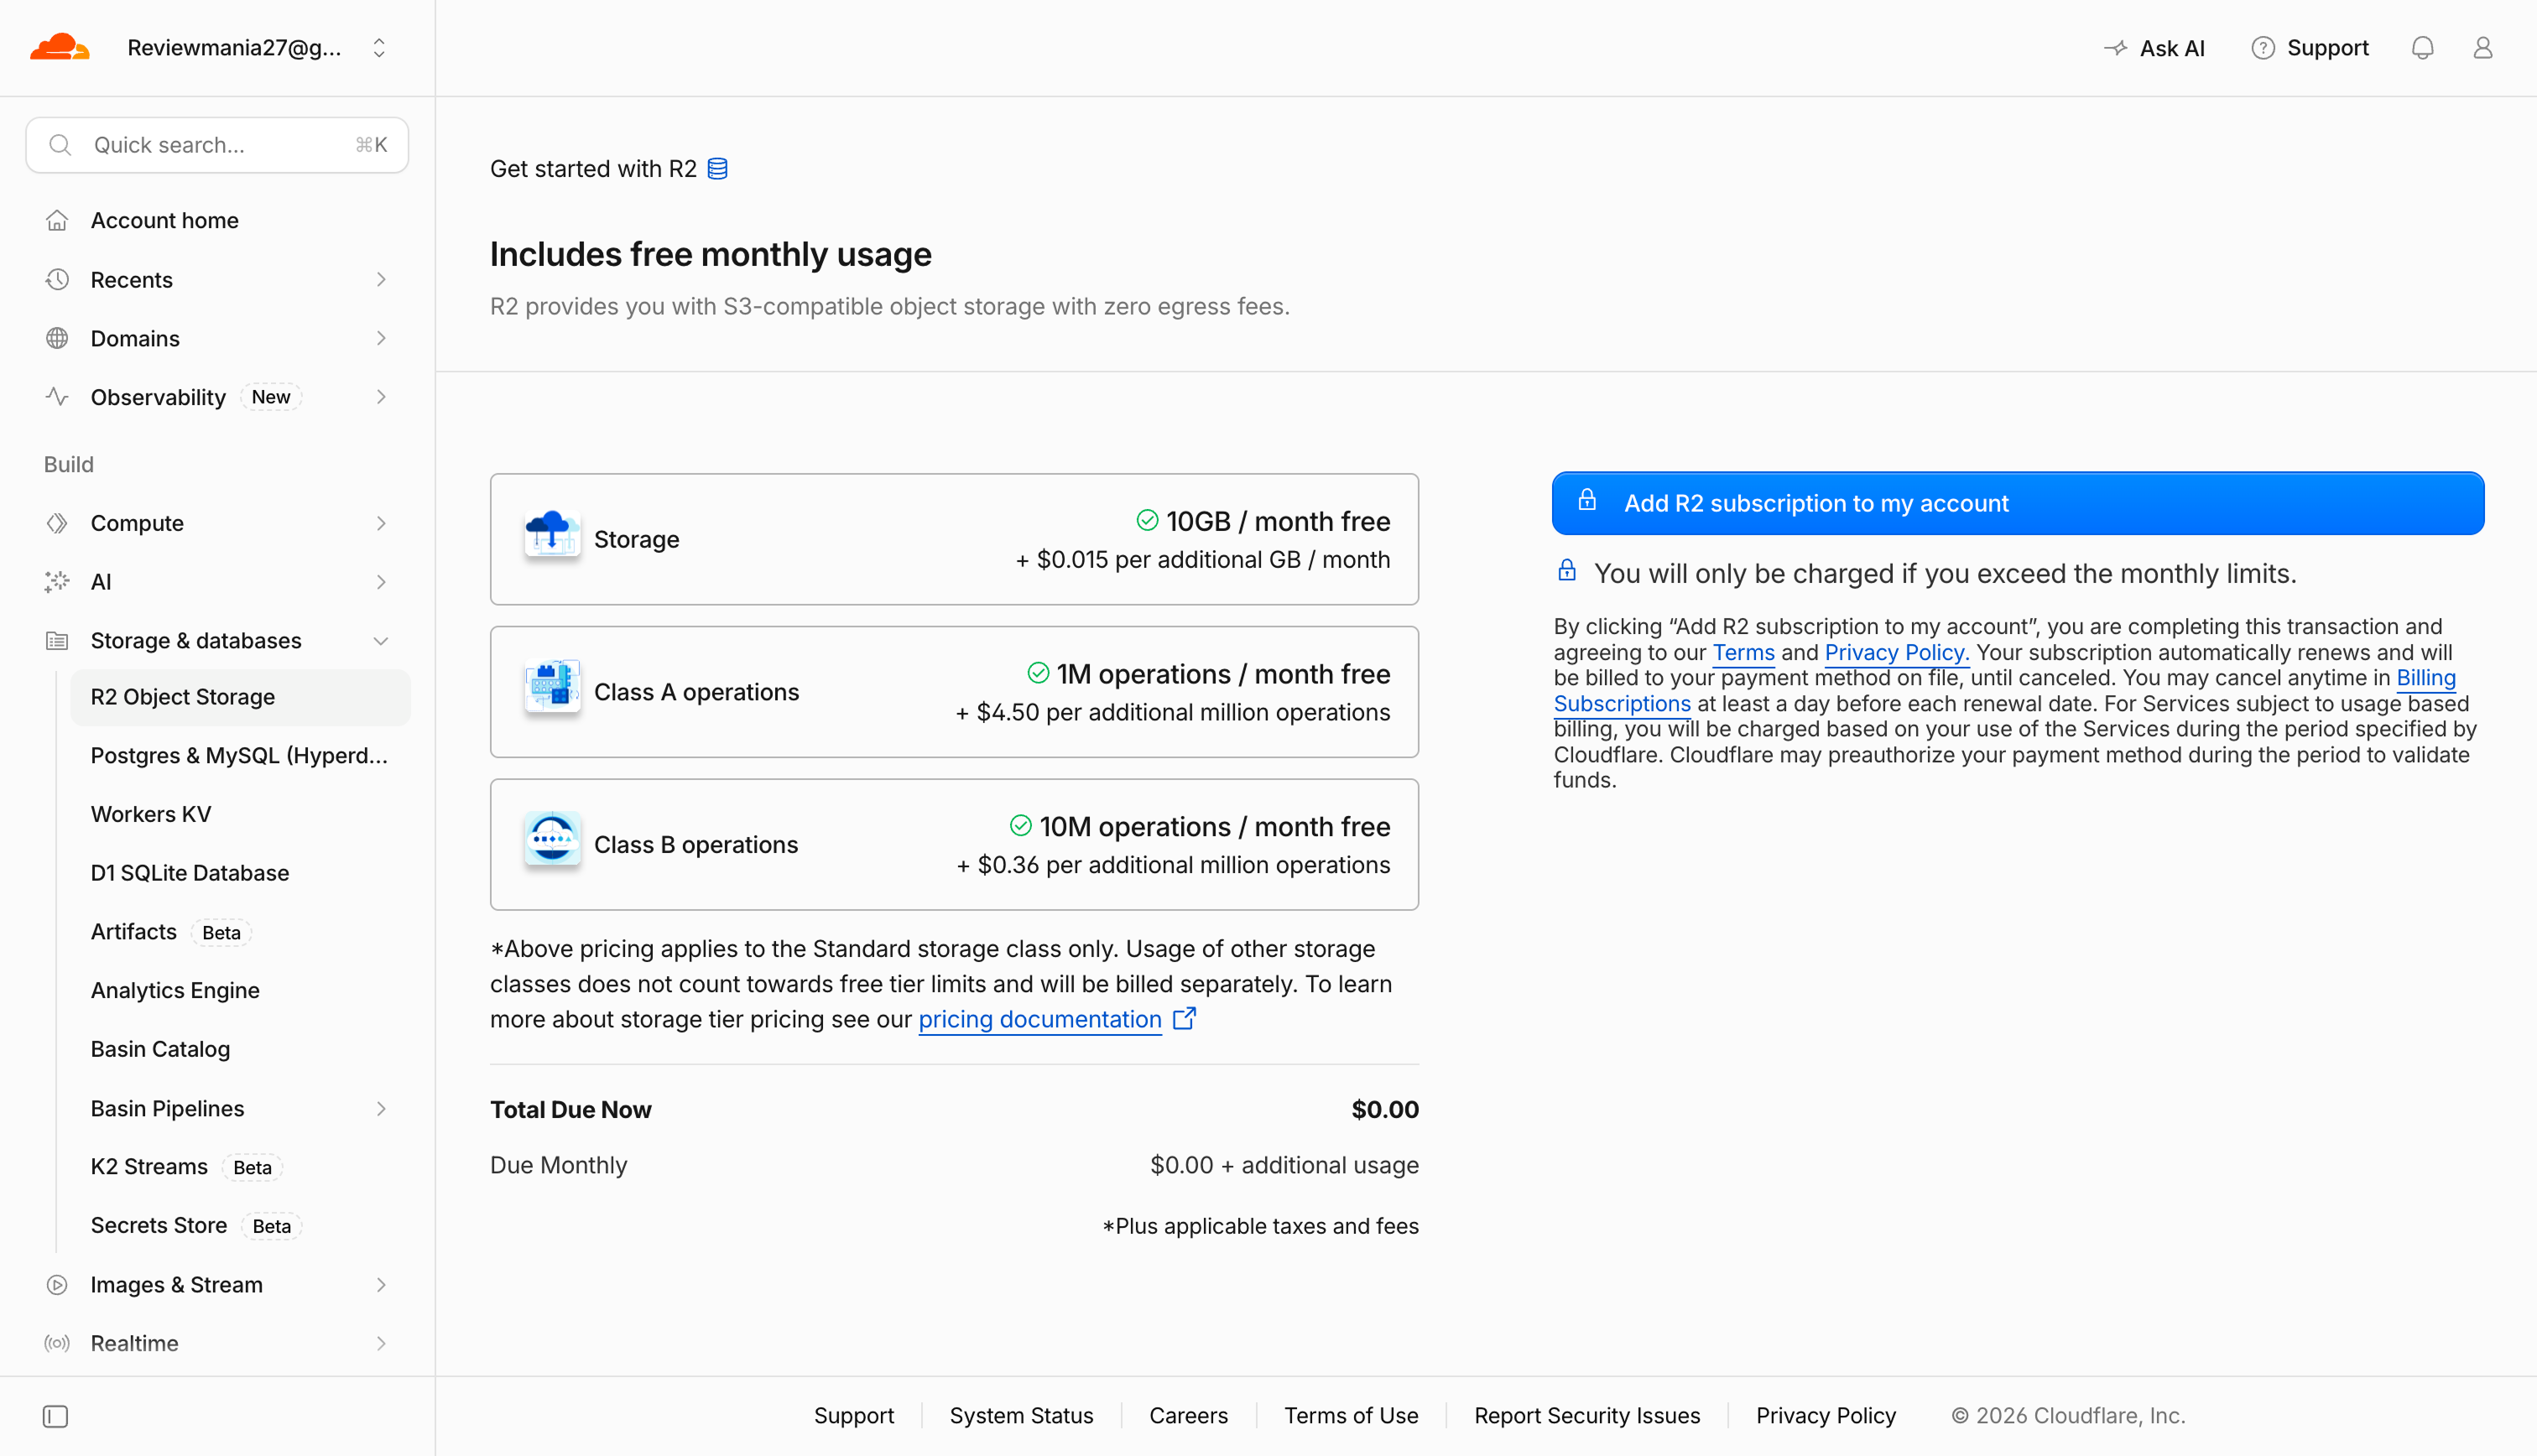 Reviewmania27@g...
Ask AI
Support
Quick search...
⌘K
Account home
Recents
Domains
Observability New
Build
Compute
AI
Storage & databases
R2 Object Storage
Postgres & MySQL (Hyperd...
Workers KV
D1 SQLite Database
Artifacts Beta
Analytics Engine
Basin Catalog
Basin Pipelines
K2 Streams Beta
Secrets Store Beta
Images & Stream
Realtime
Get started with R2
Includes free monthly usage
R2 provides you with S3-compatible object storage with zero egress fees.
Storage
10GB / month free
+ $0.015 per additional GB / month
Class A operations
1M operations / month free
+ $4.50 per additional million operations
Class B operations
10M operations / month free
+ $0.36 per additional million operations
*Above pricing applies to the Standard storage class only. Usage of other storage
classes does not count towards free tier limits and will be billed separately. To learn
more about storage tier pricing see our pricing documentation
Total Due Now $0.00
Due Monthly $0.00 + additional usage
*Plus applicable taxes and fees
Add R2 subscription to my account
You will only be charged if you exceed the monthly limits.
By clicking “Add R2 subscription to my account”, you are completing this transaction and
agreeing to our Terms and Privacy Policy. Your subscription automatically renews and will
be billed to your payment method on file, until canceled. You may cancel anytime in Billing
Subscriptions at least a day before each renewal date. For Services subject to usage based
billing, you will be charged based on your use of the Services during the period specified by
Cloudflare. Cloudflare may preauthorize your payment method during the period to validate
funds.
Support
System Status
Careers
Terms of Use
Report Security Issues
Privacy Policy
© 2026 Cloudflare, Inc.